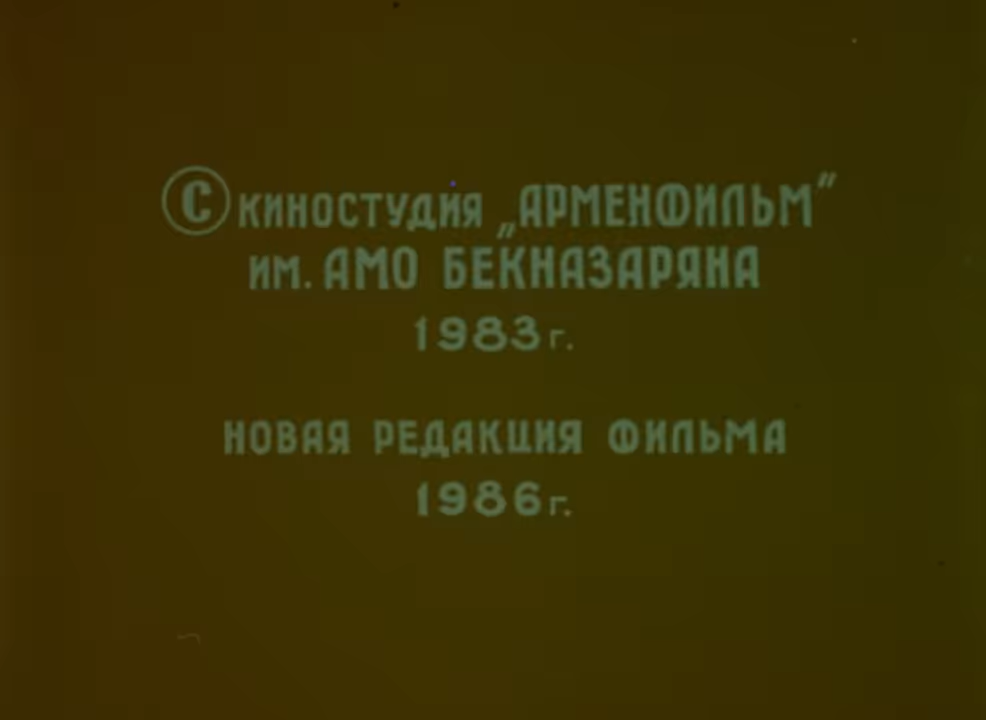 © КИНОСТУДИЯ „АРМЕНФИЛЬМ”
ИМ. АМО БЕКНАЗАРЯНА
1983 г.
НОВАЯ РЕДАКЦИЯ ФИЛЬМА
1986 г.